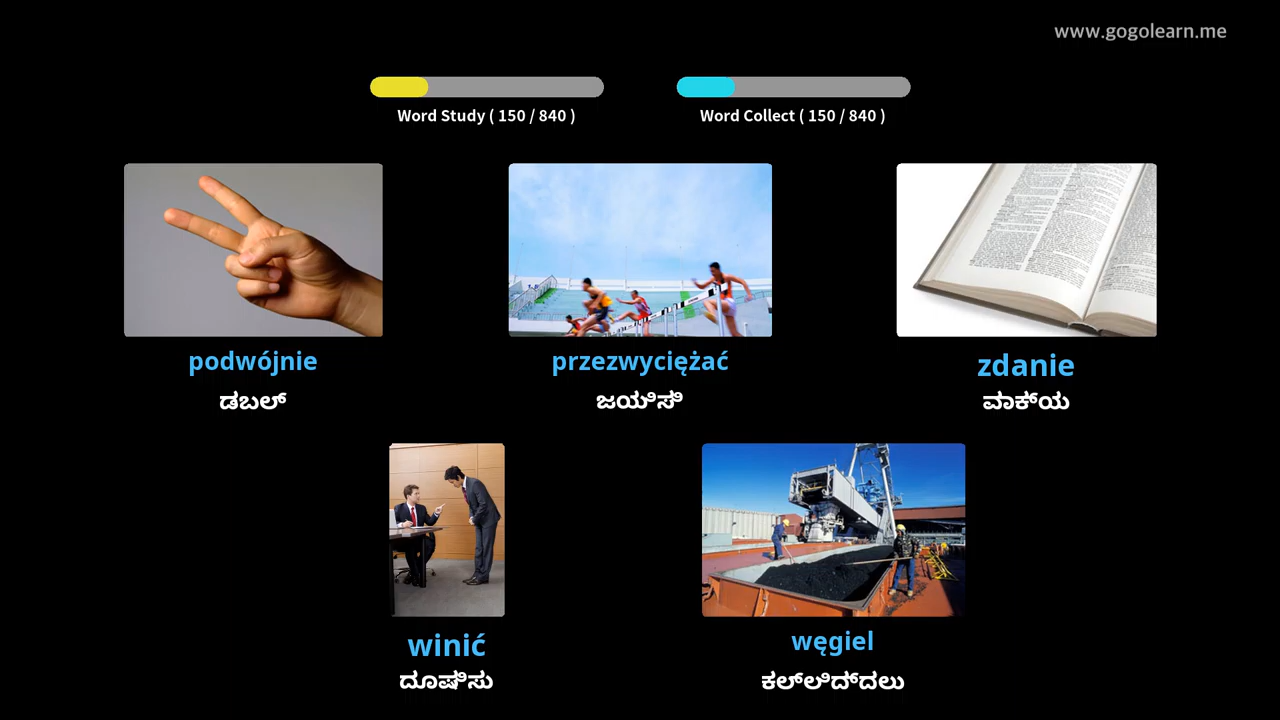 www.gogolearn.me
Word Study ( 150 / 840 )
Word Collect ( 150 / 840 )
podwójnie
przezwyciężać
zdanie
ಡಬಲ್
ಜಯಿಸಿ
ವಾಕ್ಯ
winić
węgiel
ದೂಷಿಸು
ಕಲ್ಲಿದ್ದಲು